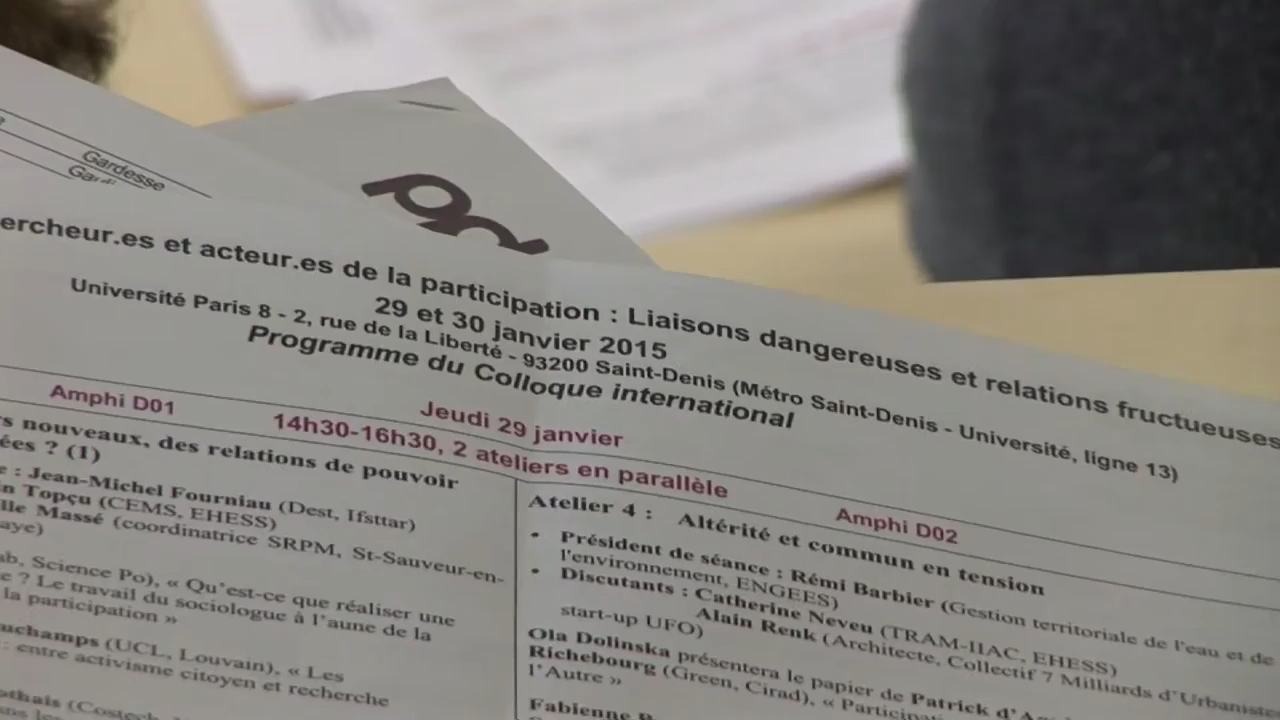 Gardesse
ercheur.es et acteur.es de la participation : Liaisons dangereuses et relations fructueuses
29 et 30 janvier 2015
Université Paris 8 - 2, rue de la Liberté - 93200 Saint-Denis (Métro Saint-Denis - Université, ligne 13)
Programme du Colloque international
Jeudi 29 janvier
14h30-16h30, 2 ateliers en parallèle
Amphi D01
s nouveaux, des relations de pouvoir
ées ? (1)
e : Jean-Michel Fourniau (Dest, Ifsttar)
n Topçu (CEMS, EHESS)
lle Massé (coordinatrice SRPM, St-Sauveur-en-
aye)
ab, Science Po), « Qu'est-ce que réaliser une
e ? Le travail du sociologue à l'aune de la
la participation »
uchamps (UCL, Louvain), « Les
: entre activisme citoyen et recherche
Amphi D02
Atelier 4 : Altérité et commun en tension
• Président de séance : Rémi Barbier (Gestion territoriale de l'eau et de
l'environnement, ENGEES)
• Discutants : Catherine Neveu (TRAM-IIAC, EHESS)
Alain Renk (Architecte, Collectif 7 Milliards d'Urbaniste
start-up UFO)
Ola Dolinska présentera le papier de Patrick d'A
Richebourg (Green, Cirad), « Participati
l'Autre »
Fabienne